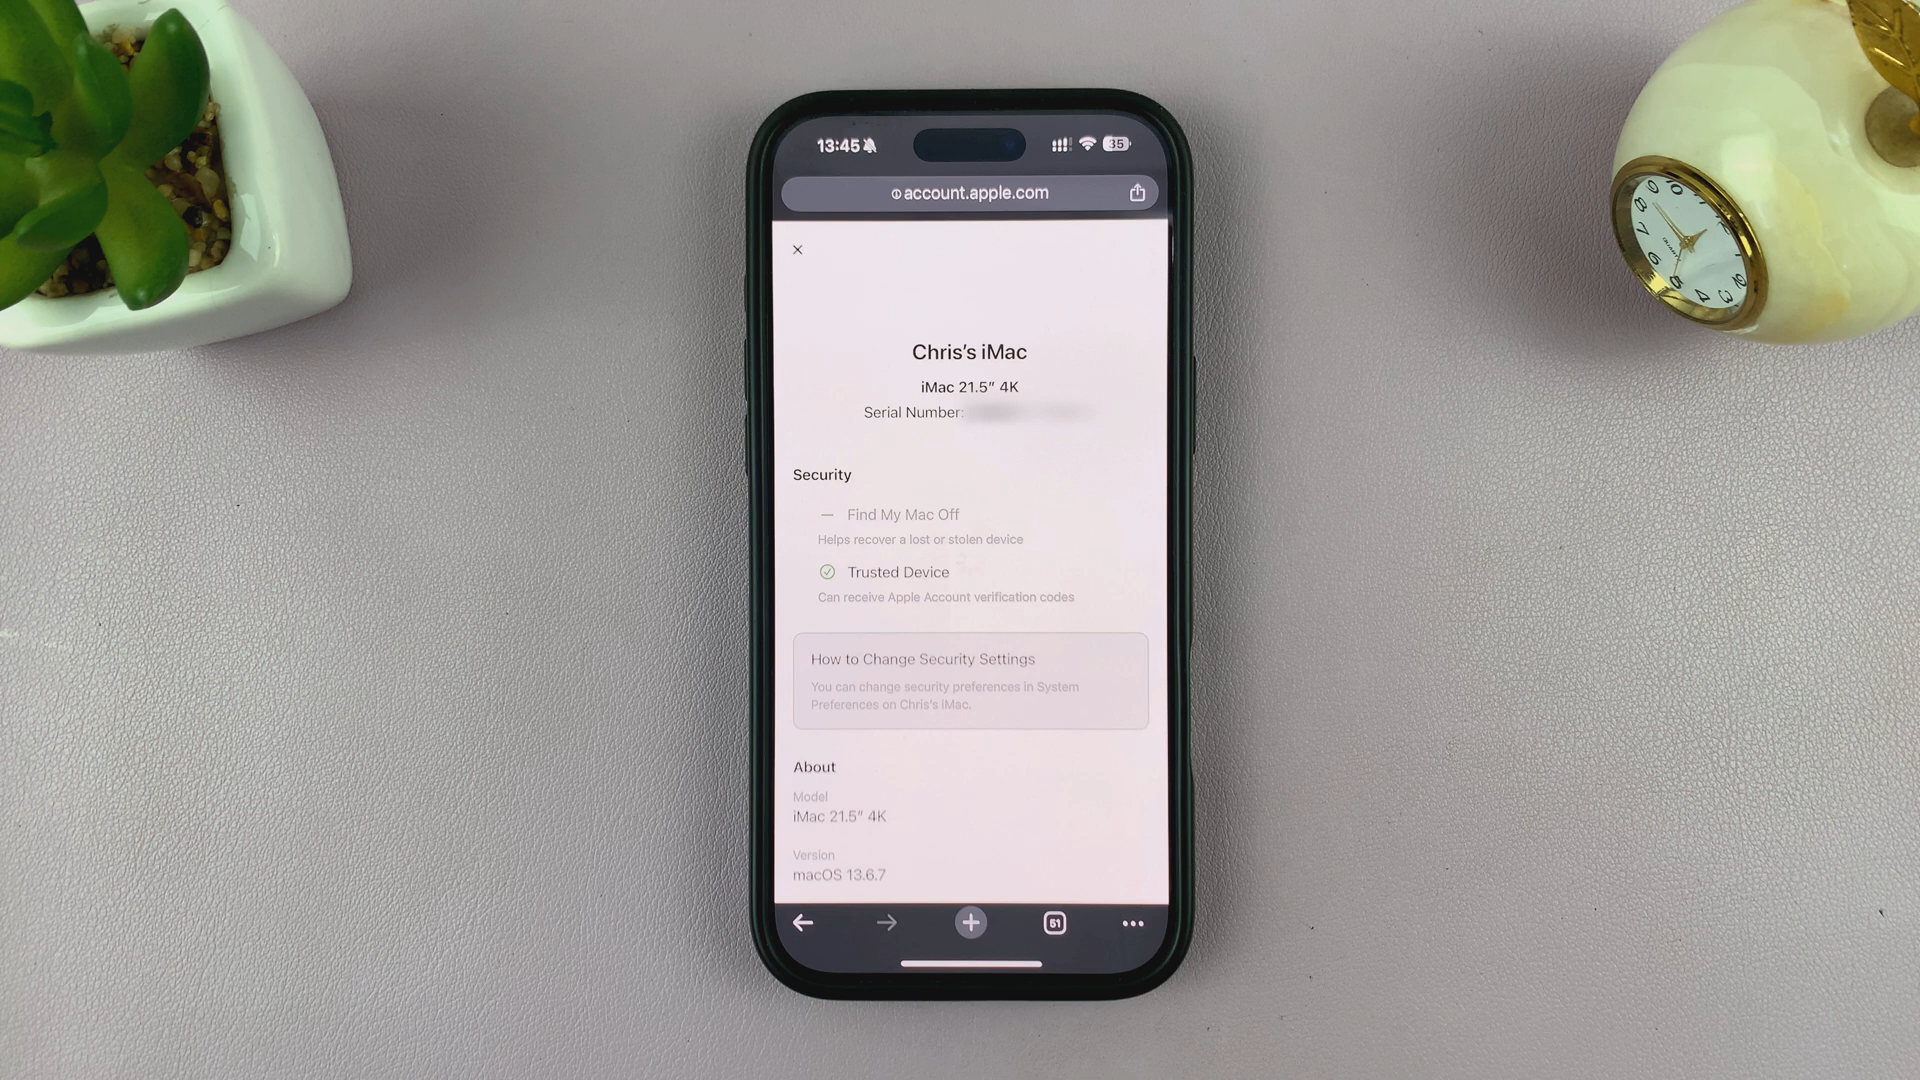 13:45
35
account.apple.com
Chris's iMac
iMac 21.5" 4K
Serial Number:
Security
Find My Mac Off
Helps recover a lost or stolen device
Trusted Device
Can receive Apple Account verification codes
How to Change Security Settings
You can change security preferences in System
Preferences on Chris's iMac.
About
Model
iMac 21.5" 4K
Version
macOS 13.6.7
51
QUARTZ